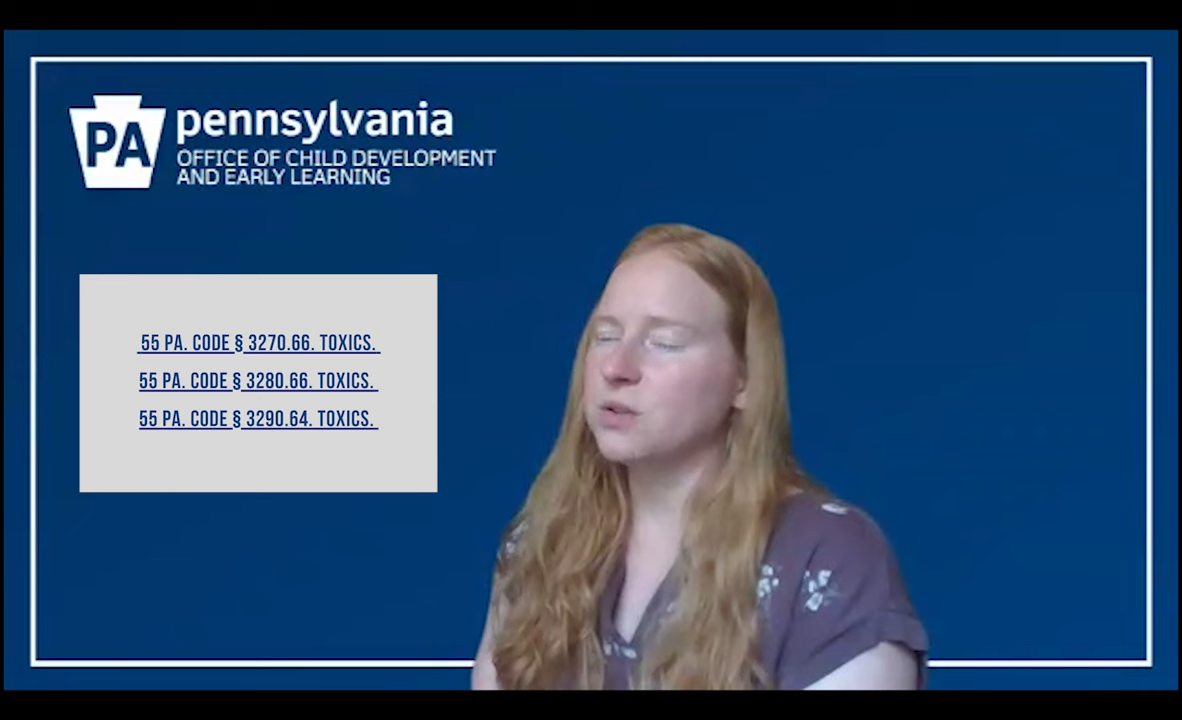 PA
pennsylvania
OFFICE OF CHILD DEVELOPMENT
AND EARLY LEARNING
55 PA. CODE § 3270.66. TOXICS.
55 PA. CODE § 3280.66. TOXICS.
55 PA. CODE § 3290.64. TOXICS.